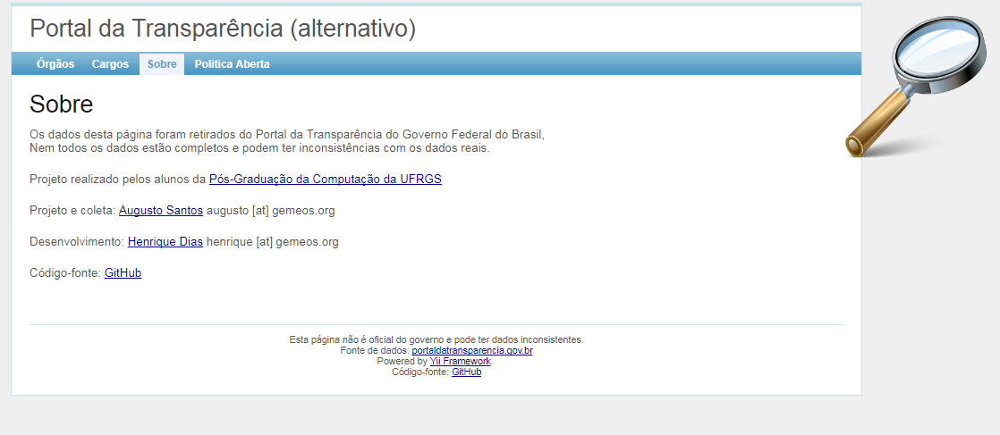 Portal da Transparência (alternativo)
Órgãos Cargos Sobre Politica Aberta
Sobre
Os dados desta página foram retirados do Portal da Transparência do Governo Federal do Brasil,
Nem todos os dados estão completos e podem ter inconsistências com os dados reais.
Projeto realizado pelos alunos da Pós-Graduação da Computação da UFRGS
Projeto e coleta: Augusto Santos augusto [at] gemeos.org
Desenvolvimento: Henrique Dias henrique [at] gemeos.org
Código-fonte: GitHub
Esta página não é oficial do governo e pode ter dados inconsistentes.
Fonte de dados: portaldatransparencia.gov.br
Powered by Yii Framework.
Código-fonte: GitHub